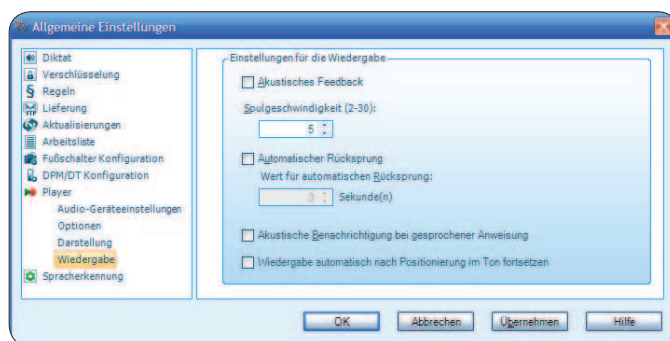 Allgemeine Einstellungen
Diktat
Verschlüsselung
Regeln
Lieferung
Aktualisierungen
Arbeitsliste
Fußschalter Konfiguration
DPM/DT Konfiguration
Player
Audio-Geräteeinstellungen
Optionen
Darstellung
Wiedergabe
Spracherkennung
Einstellungen für die Wiedergabe
Akustisches Feedback
Spulgeschwindigkeit (2-30):
5
Automatischer Rücksprung
Wert für automatischen Rücksprung:
3 Sekunde(n)
Akustische Benachrichtigung bei gesprochener Anweisung
Wiedergabe automatisch nach Positionierung im Ton fortsetzen
OK Abbrechen Übernehmen Hilfe